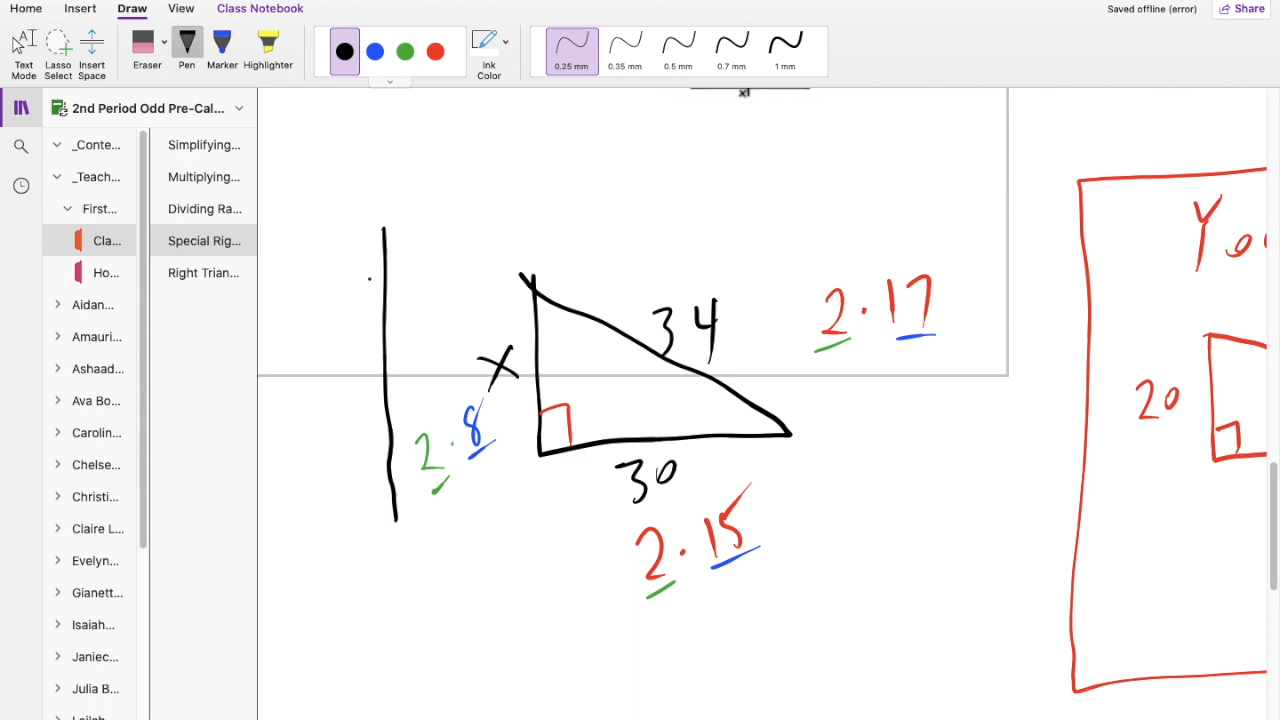 Home Insert Draw View Class Notebook Saved offline (error) Share
Text Mode
Lasso Select
Insert Space
Eraser
Pen
Marker
Highlighter
Ink Color
0.25 mm 0.35 mm 0.5 mm 0.7 mm 1 mm
2nd Period Odd Pre-Cal...
_Conte...
_Teach...
First...
Cla...
Ho...
Aidan...
Amauri...
Ashaad...
Ava Bo...
Carolin...
Chelse...
Christi...
Claire L...
Evelyn...
Gianett...
Isaiah...
Janiec...
Julia B...
Simplifying...
Multiplying...
Dividing Ra...
Special Rig...
Right Trian...
x
34
2 · 17
2 · 8
30
2 · 15
Yo
20